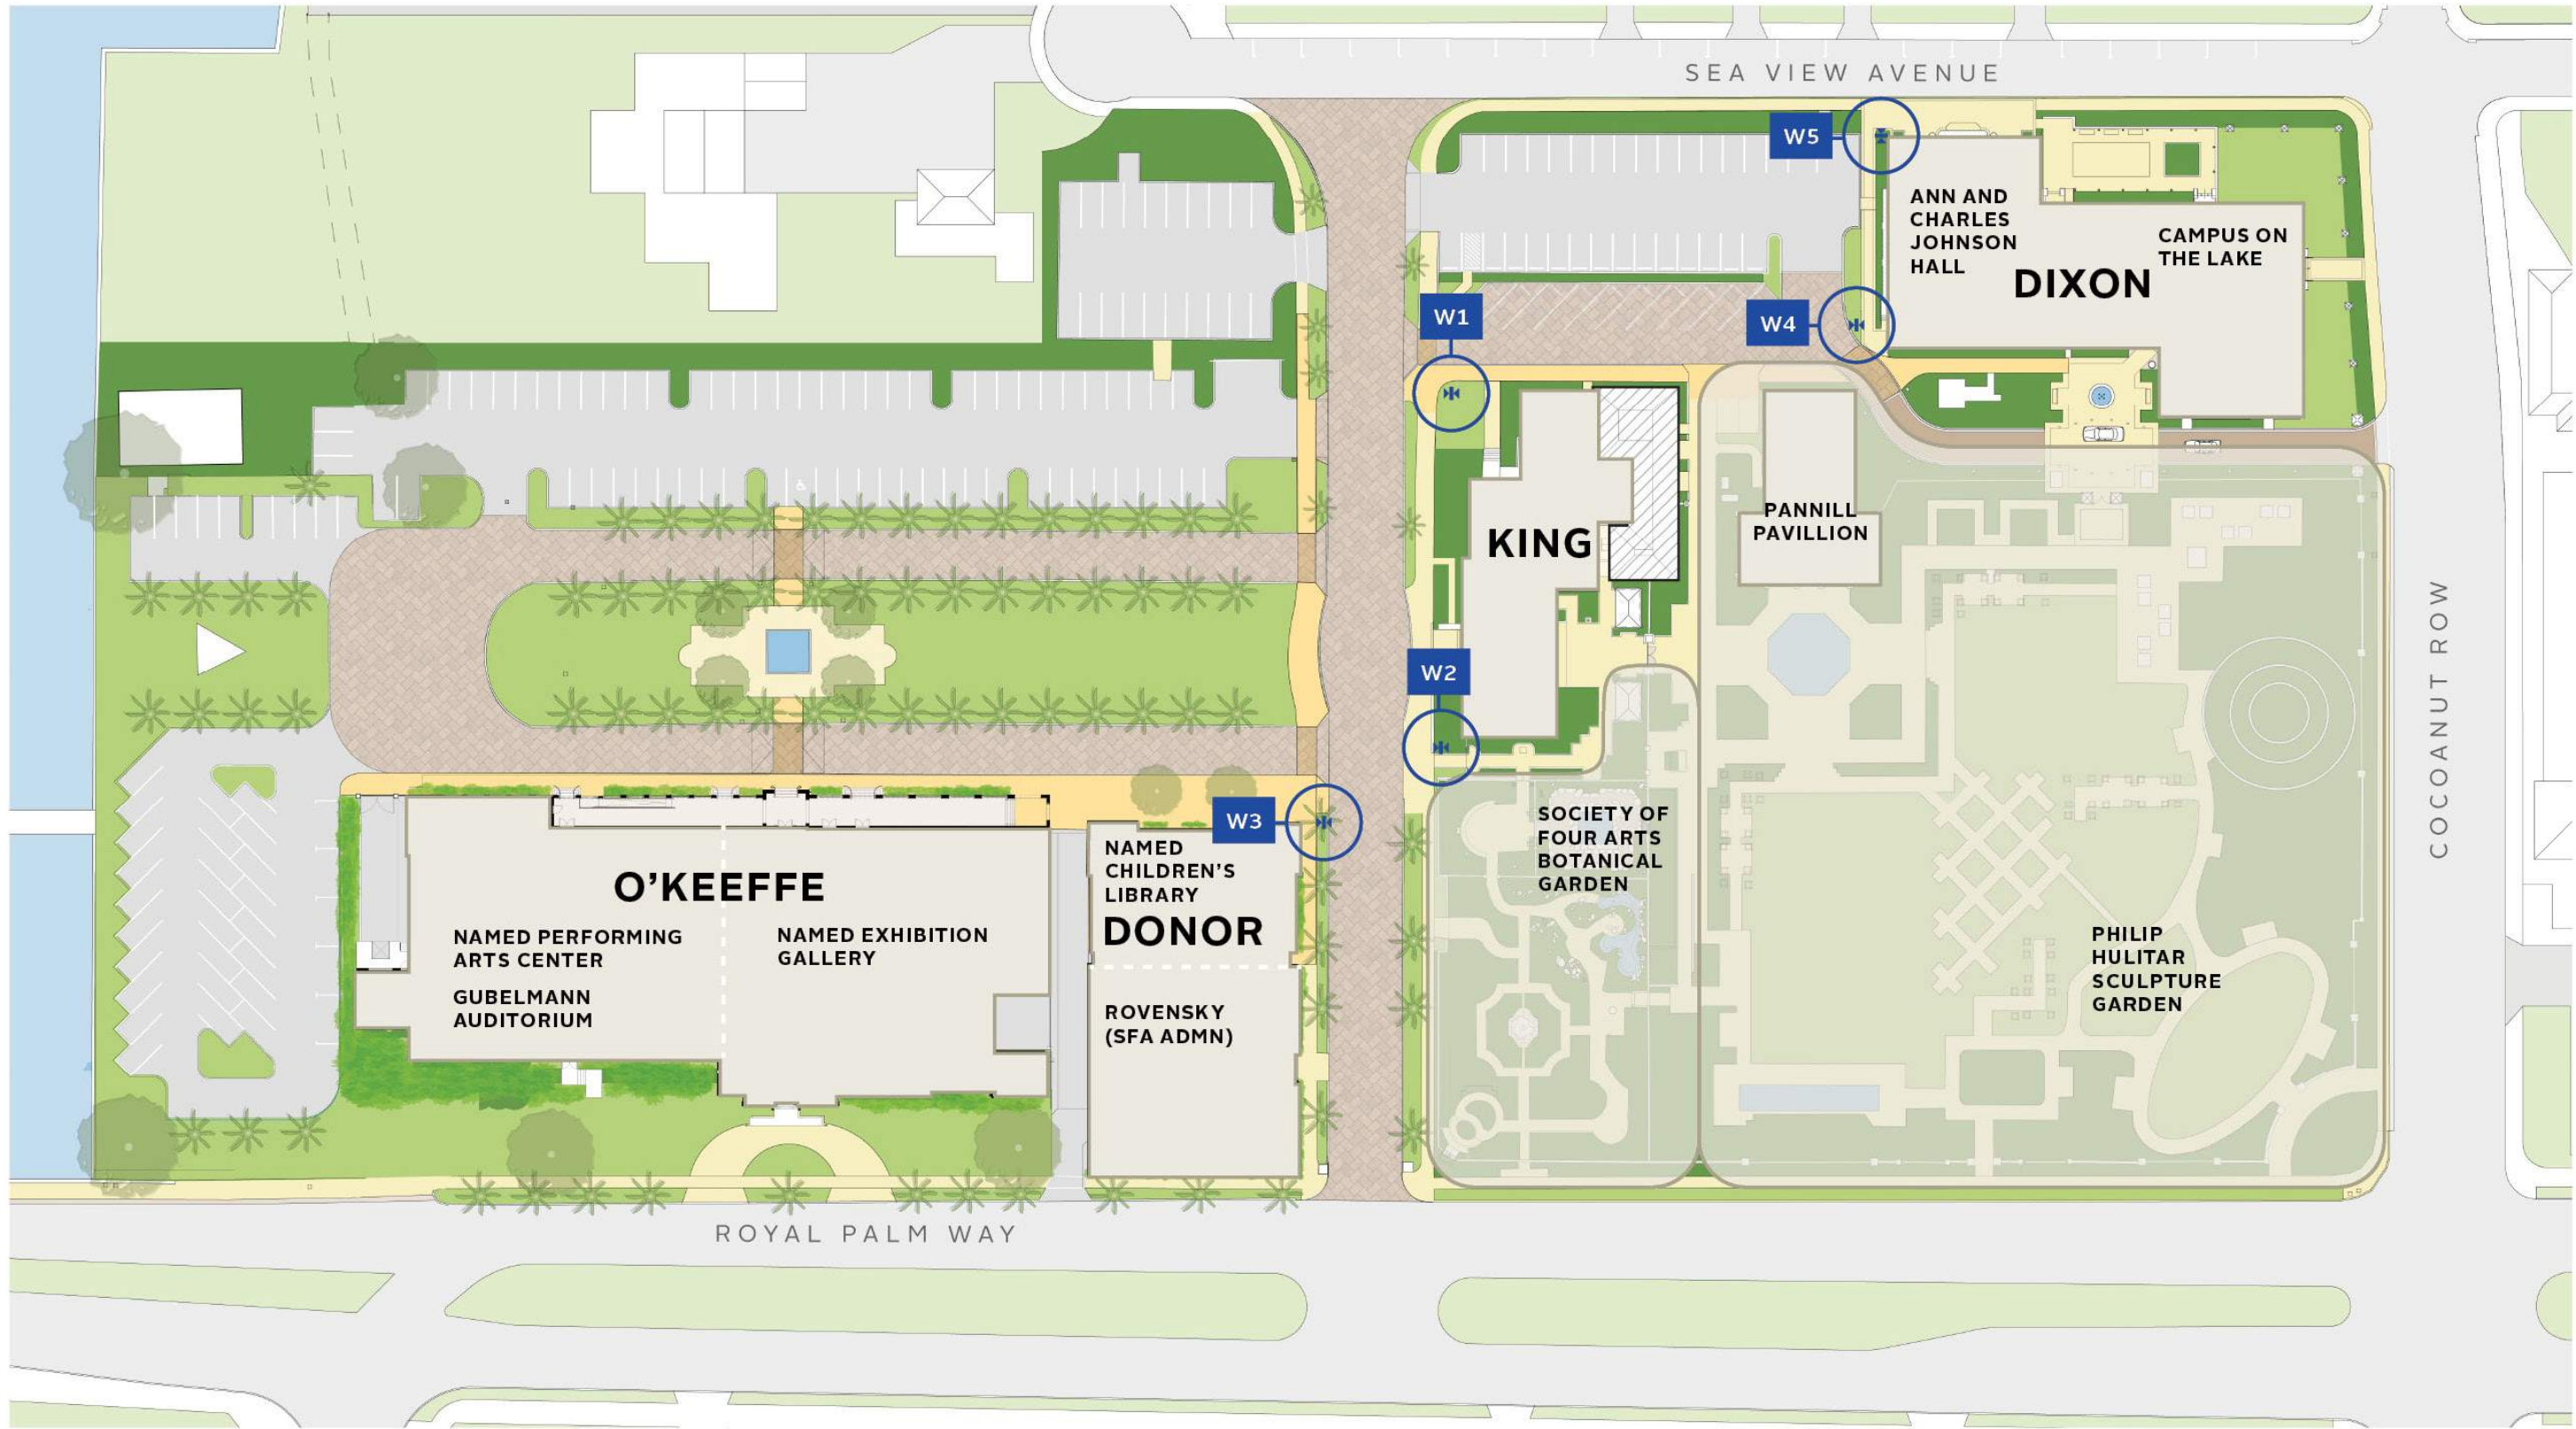 SEA VIEW AVENUE
W5
ANN AND
CHARLES
JOHNSON
HALL
CAMPUS ON
THE LAKE
DIXON
W1
W4
PANNILL
PAVILLION
KING
W2
COCOANUT ROW
W3
SOCIETY OF
FOUR ARTS
BOTANICAL
GARDEN
NAMED
CHILDREN'S
LIBRARY
DONOR
ROVENSKY
(SFA ADMN)
O'KEEFFE
NAMED PERFORMING
ARTS CENTER
GUBELMANN
AUDITORIUM
NAMED EXHIBITION
GALLERY
PHILIP
HULITAR
SCULPTURE
GARDEN
ROYAL PALM WAY